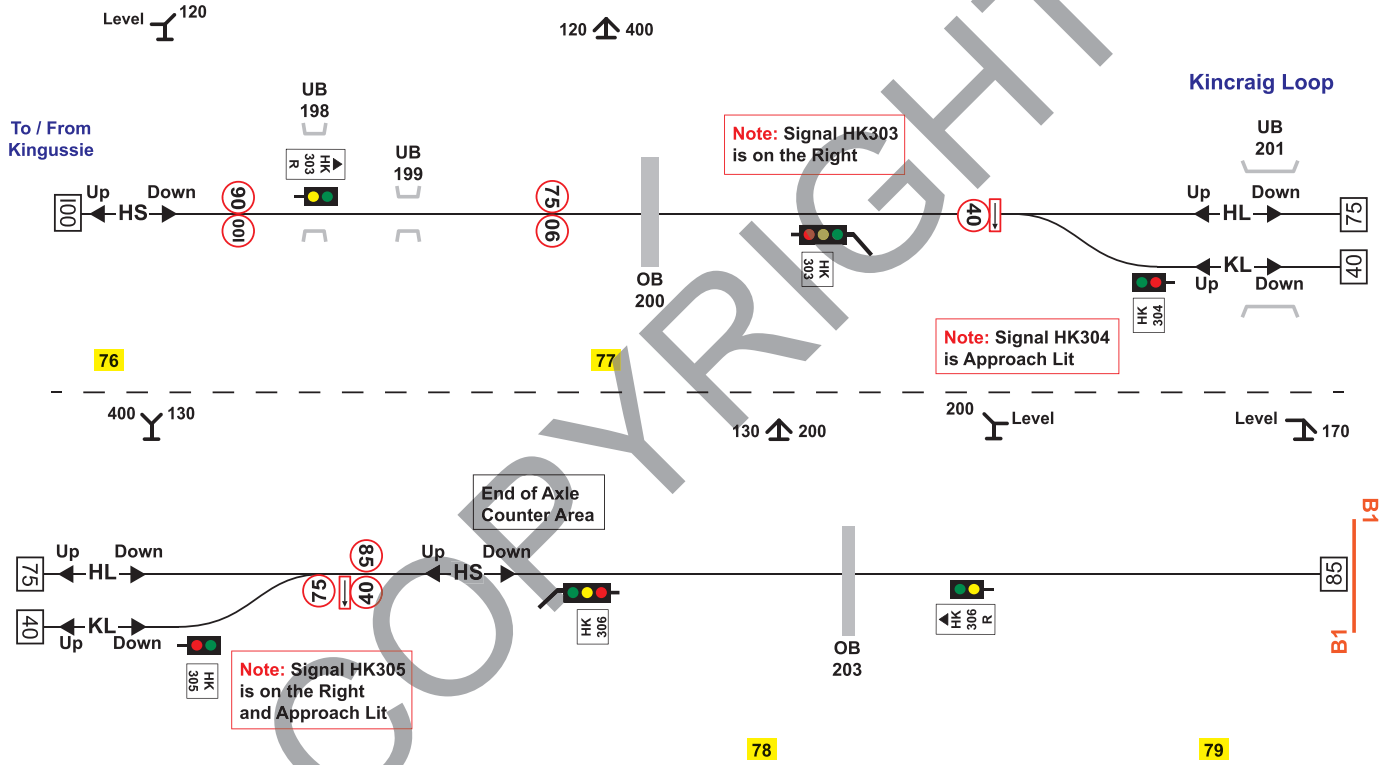 Level 120
120 400
Kincraig Loop
To / From
Kingussie
UB
198
UB
199
UB
201
HK
303
R
Note: Signal HK303
is on the Right
100
Up HS Down
90 100
75 90
40
Up HL Down
75
OB
200
HK
303
KL
Up Down
40
HK
304
Note: Signal HK304
is Approach Lit
76
77
400 130
130 200
200 Level
Level 170
End of Axle
Counter Area
B1
75
Up HL Down
85
75 40
Up HS Down
85
HK
306
HK
306
R
40
KL
Up Down
HK
305
Note: Signal HK305
is on the Right
and Approach Lit
OB
203
B1
78
79
COPYRIGHT